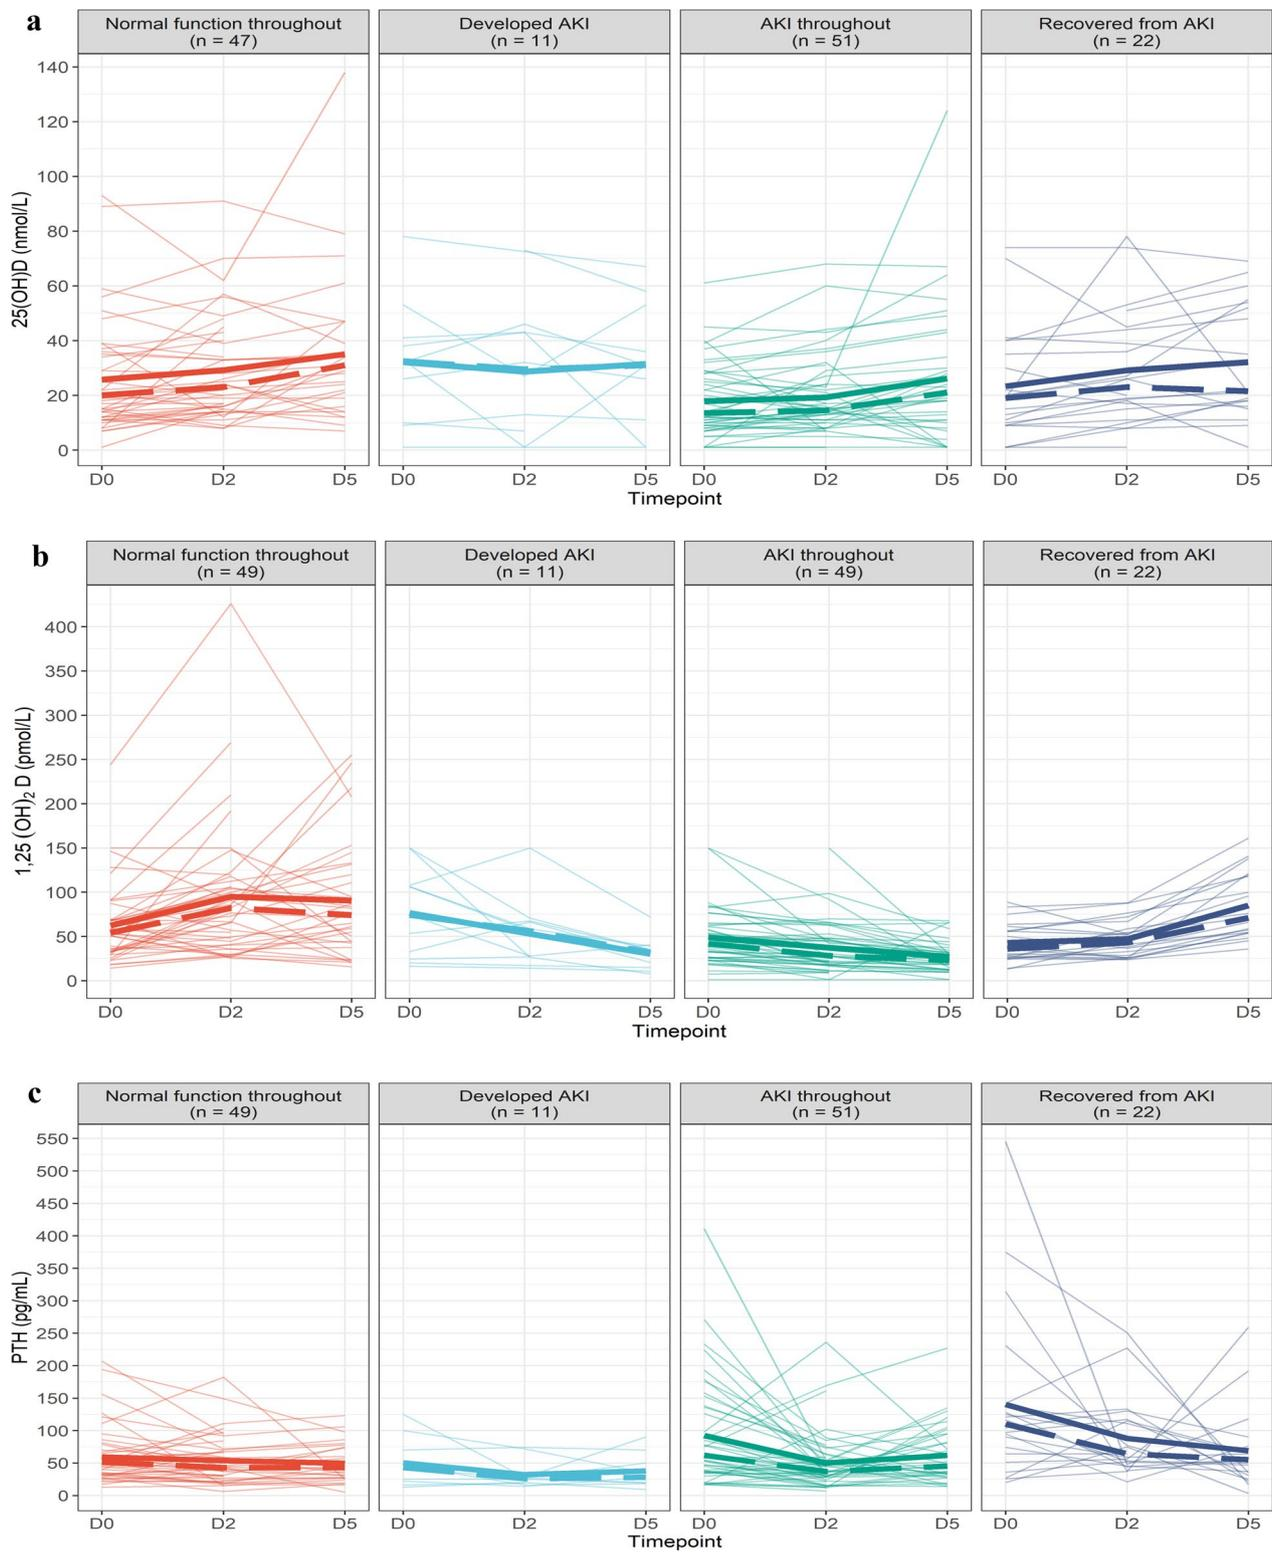 a
Normal function throughout
(n = 47)
Developed AKI
(n = 11)
AKI throughout
(n = 51)
Recovered from AKI
(n = 22)
25(OH)D (nmol/L)
140
120
100
80
60
40
20
0
D0 D2 D5 D0 D2 D5 D0 D2 D5 D0 D2 D5
Timepoint
b
Normal function throughout
(n = 49)
Developed AKI
(n = 11)
AKI throughout
(n = 49)
Recovered from AKI
(n = 22)
1,25 (OH)₂ D (pmol/L)
400
350
300
250
200
150
100
50
0
D0 D2 D5 D0 D2 D5 D0 D2 D5 D0 D2 D5
Timepoint
c
Normal function throughout
(n = 49)
Developed AKI
(n = 11)
AKI throughout
(n = 51)
Recovered from AKI
(n = 22)
PTH (pg/mL)
550
500
450
400
350
300
250
200
150
100
50
0
D0 D2 D5 D0 D2 D5 D0 D2 D5 D0 D2 D5
Timepoint